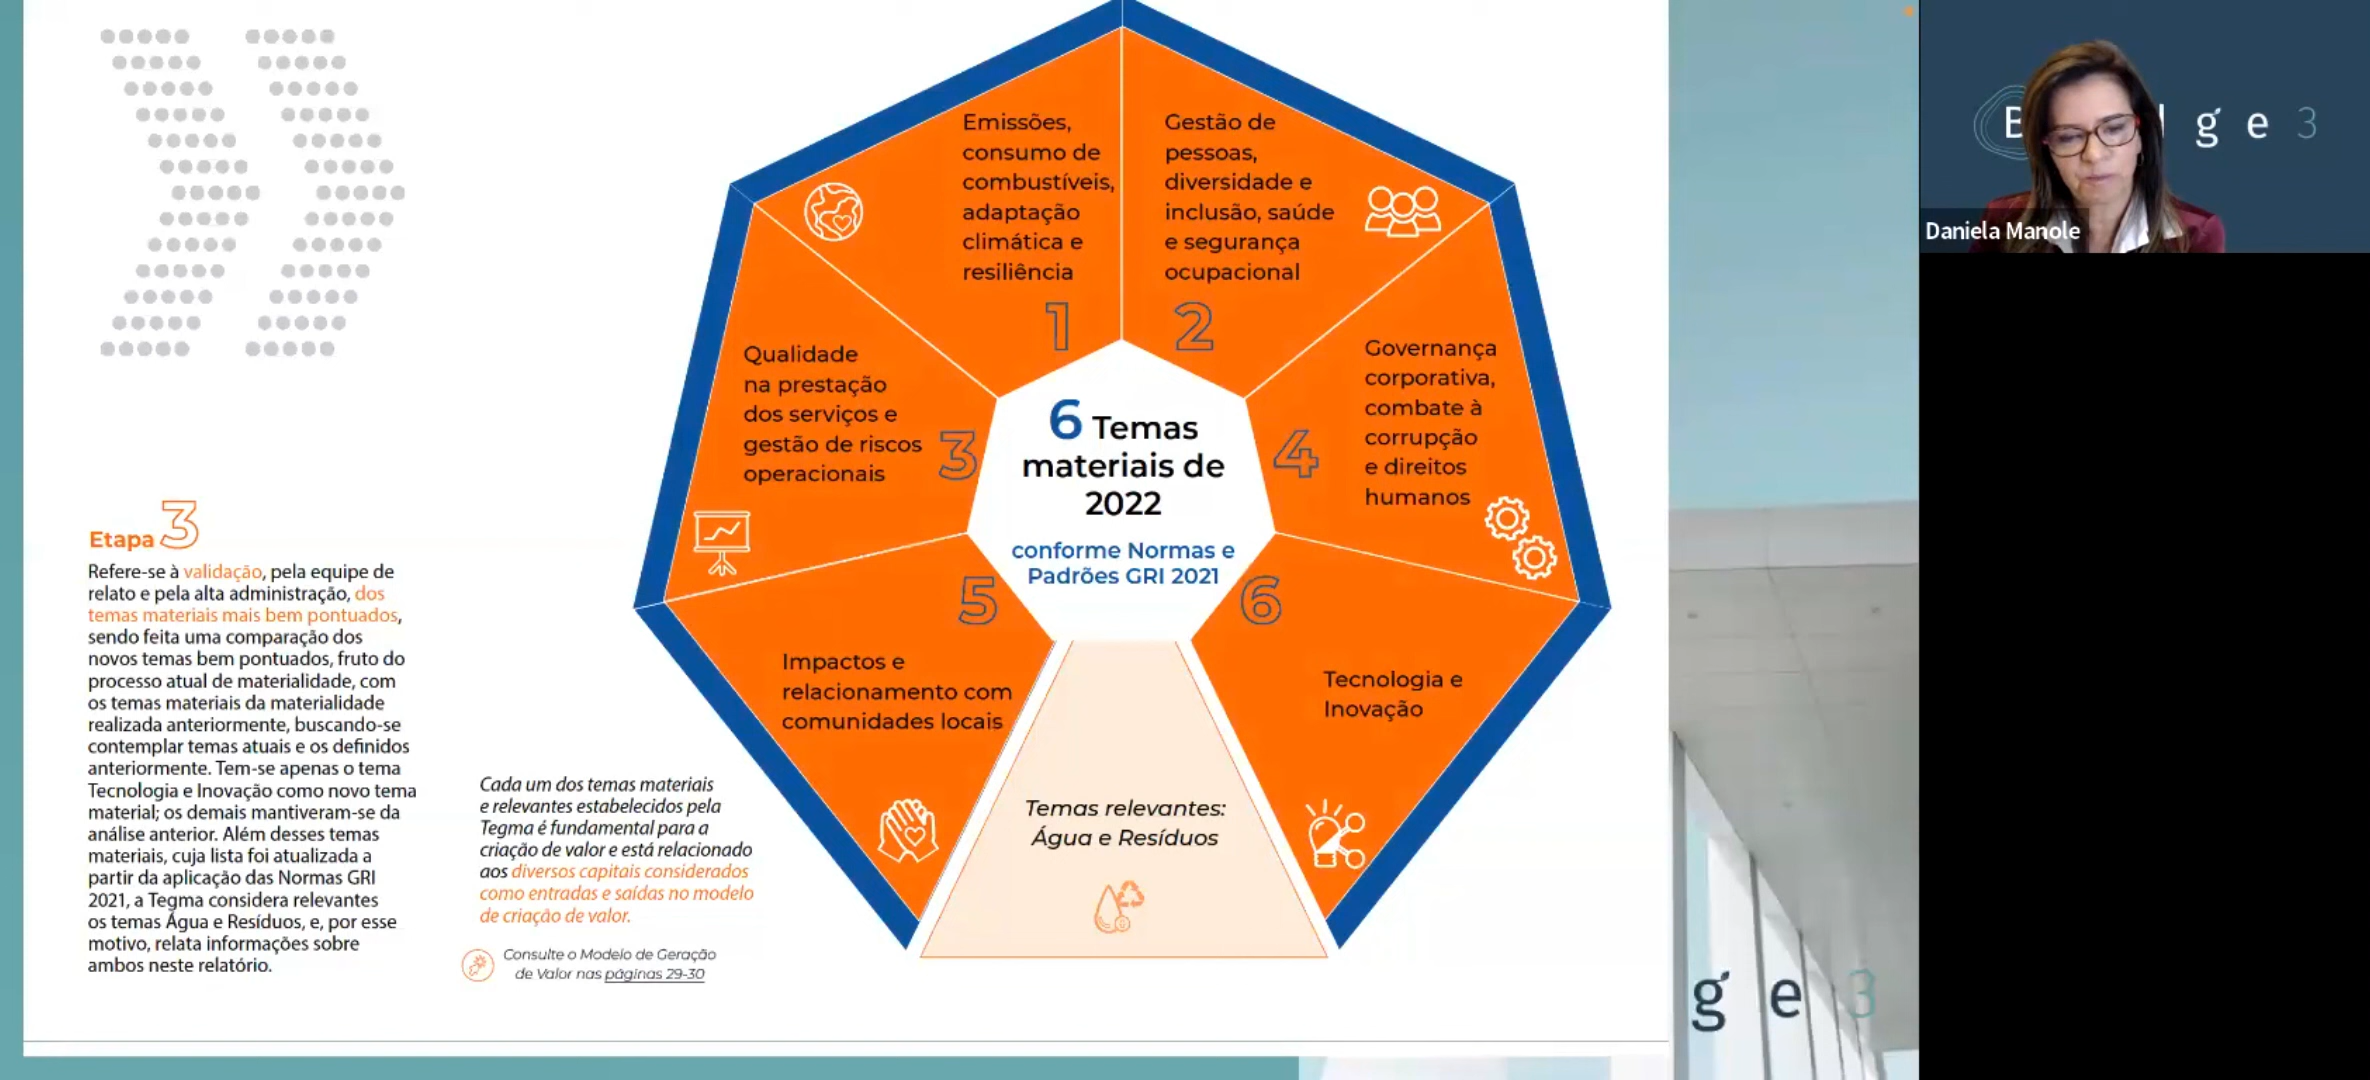 Emissões,
consumo de
combustíveis,
adaptação
climática e
resiliência
1
Gestão de
pessoas,
diversidade e
inclusão, saúde
e segurança
ocupacional
2
Qualidade
na prestação
dos serviços e
gestão de riscos
operacionais
3
Governança
corporativa,
combate à
corrupção
e direitos
humanos
4
6 Temas
materiais de
2022
conforme Normas e
Padrões GRI 2021
5
Impactos e
relacionamento com
comunidades locais
6
Tecnologia e
Inovação
Temas relevantes:
Água e Resíduos
Etapa 3
Refere-se à validação, pela equipe de
relato e pela alta administração, dos
temas materiais mais bem pontuados,
sendo feita uma comparação dos
novos temas bem pontuados, fruto do
processo atual de materialidade, com
os temas materiais da materialidade
realizada anteriormente, buscando-se
contemplar temas atuais e os definidos
anteriormente. Tem-se apenas o tema
Tecnologia e Inovação como novo tema
material; os demais mantiveram-se da
análise anterior. Além desses temas
materiais, cuja lista foi atualizada a
partir da aplicação das Normas GRI
2021, a Tegma considera relevantes
os temas Água e Resíduos, e, por esse
motivo, relata informações sobre
ambos neste relatório.
Cada um dos temas materiais
e relevantes estabelecidos pela
Tegma é fundamental para a
criação de valor e está relacionado
aos diversos capitais considerados
como entradas e saídas no modelo
de criação de valor.
Consulte o Modelo de Geração
de Valor nas páginas 29-30
g e 3
Daniela Manole
g e 3